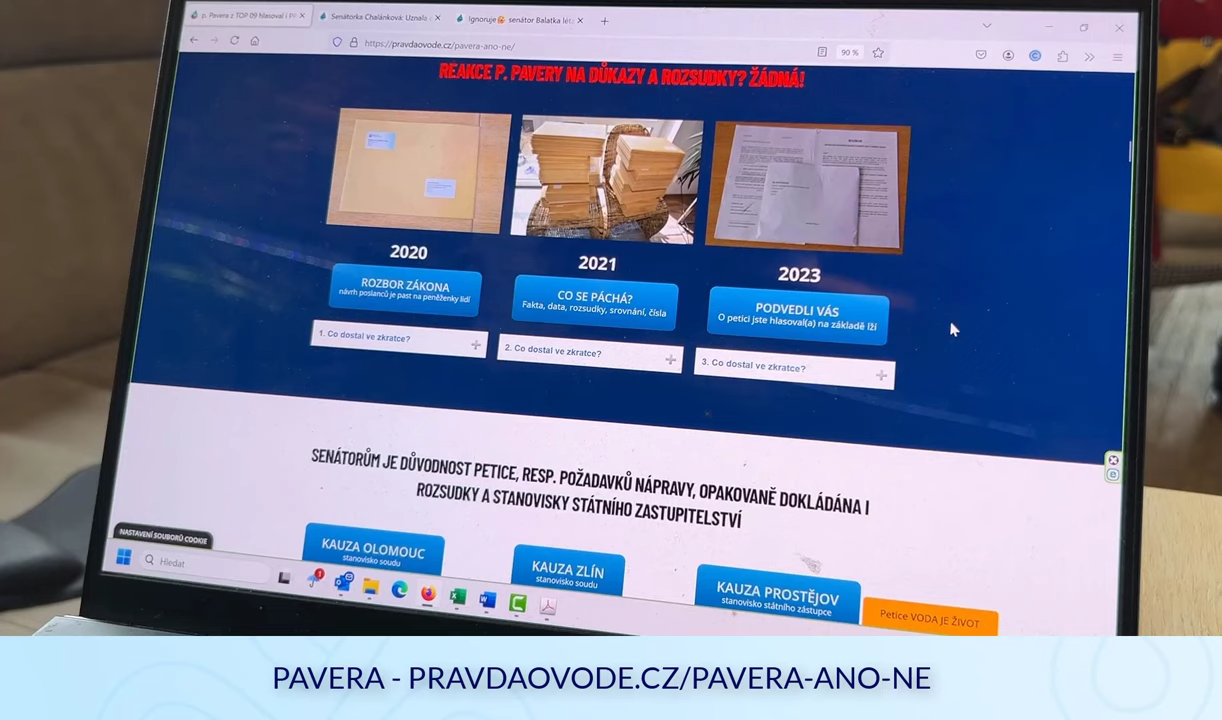 p. Pavera z TOP 09 hlasoval i PŘ
Senátorka Chalánková: Uznala
Ignoruje senátor Balatka lét
https://pravdaovode.cz/pavera-ano-ne/
90 %
REAKCE P. PAVERY NA DŮKAZY A ROZSUDKY? ŽÁDNÁ!
2020
2021
2023
ROZBOR ZÁKONA
návrh poslanců je past na peněženky lidí
CO SE PÁCHÁ?
Fakta, data, rozsudky, srovnání, čísla
PODVEDLI VÁS
O petici jste hlasoval(a) na základě lží
1. Co dostal ve zkratce?
2. Co dostal ve zkratce?
3. Co dostal ve zkratce?
SENÁTORŮM JE DŮVODNOST PETICE, RESP. POŽADAVKŮ NÁPRAVY, OPAKOVANĚ DOKLÁDÁNA I
ROZSUDKY A STANOVISKY STÁTNÍHO ZASTUPITELSTVÍ
NASTAVENÍ SOUBORŮ COOKIE
KAUZA OLOMOUC
stanovisko soudu
KAUZA ZLÍN
stanovisko soudu
KAUZA PROSTĚJOV
stanovisko státního zástupce
Petice VODA JE ŽIVOT
Hledat
PAVERA - PRAVDAOVODE.CZ/PAVERA-ANO-NE